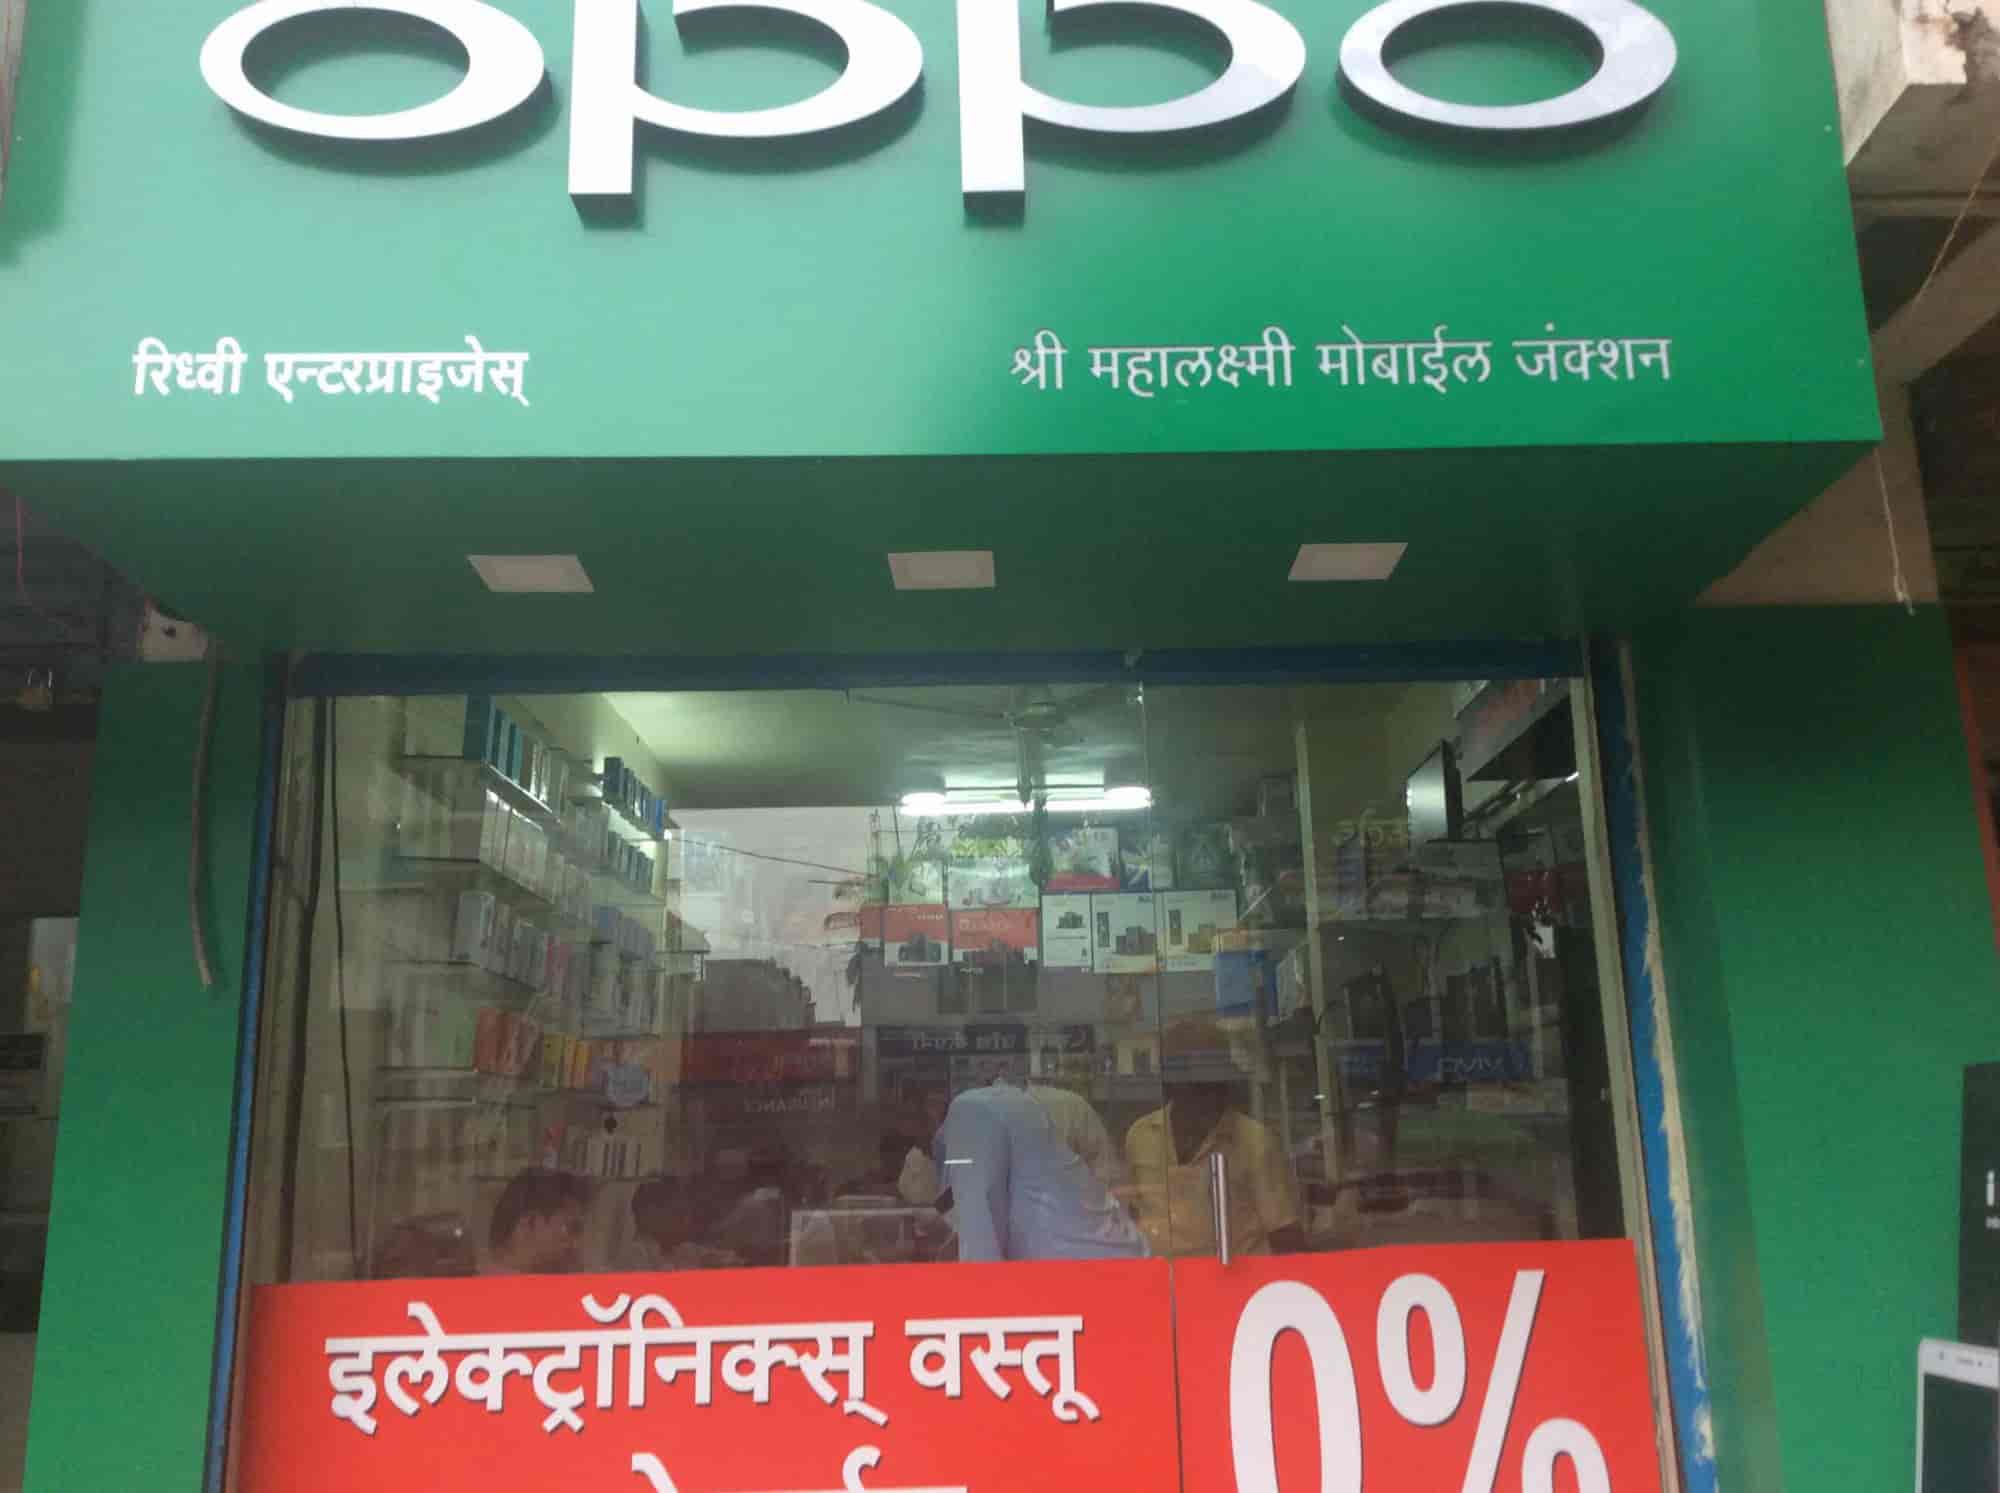 oppo
रिध्वी एन्टरप्राइजेस्
श्री महालक्ष्मी मोबाईल जंक्शन
इलेक्ट्रॉनिक्स् वस्तू
0%